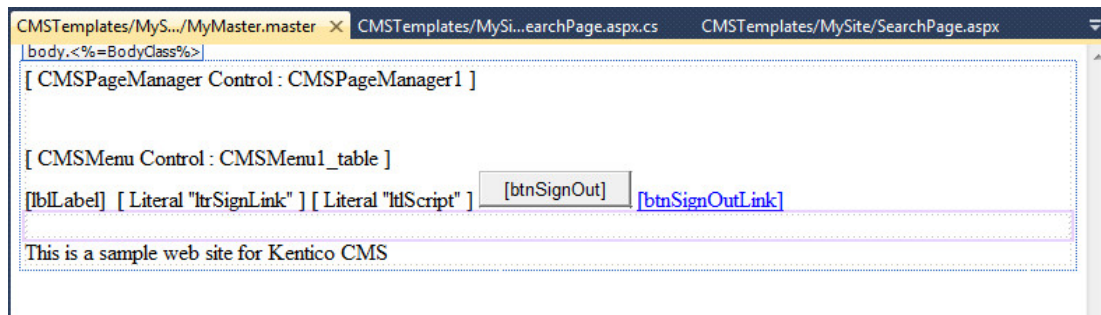 CMSTemplates/MyS.../MyMaster.master CMSTemplates/MySi...earchPage.aspx.cs CMSTemplates/MySite/SearchPage.aspx
body.<%=BodyClass%>
[ CMSPageManager Control : CMSPageManager1 ]
[ CMSMenu Control : CMSMenu1_table ]
[lblLabel] [ Literal "ltrSignLink" ] [ Literal "ltlScript" ] [btnSignOut] [btnSignOutLink]
This is a sample web site for Kentico CMS